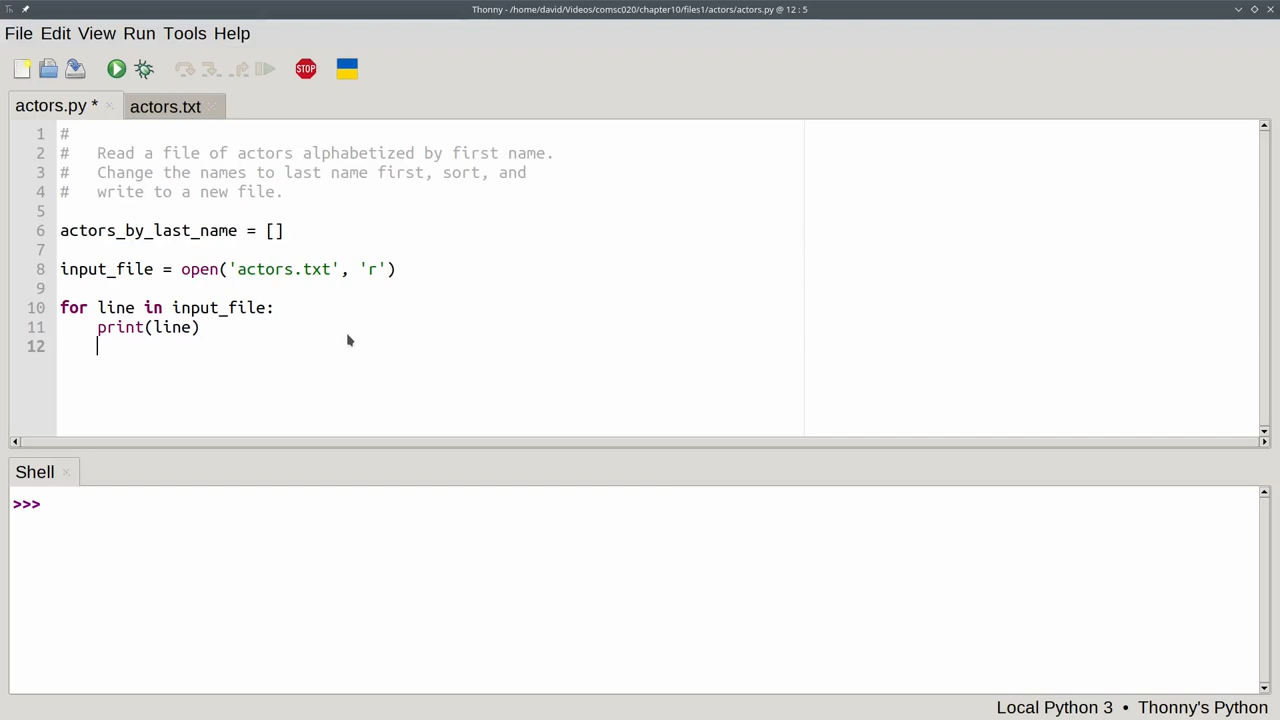 Thonny - /home/david/Videos/comsc020/chapter10/files1/actors/actors.py @ 12 : 5
File Edit View Run Tools Help
STOP
actors.py * actors.txt
1 #
2 #   Read a file of actors alphabetized by first name.
3 #   Change the names to last name first, sort, and
4 #   write to a new file.
5
6 actors_by_last_name = []
7
8 input_file = open('actors.txt', 'r')
9
10 for line in input_file:
11     print(line)
12
Shell
>>>
Local Python 3 • Thonny's Python